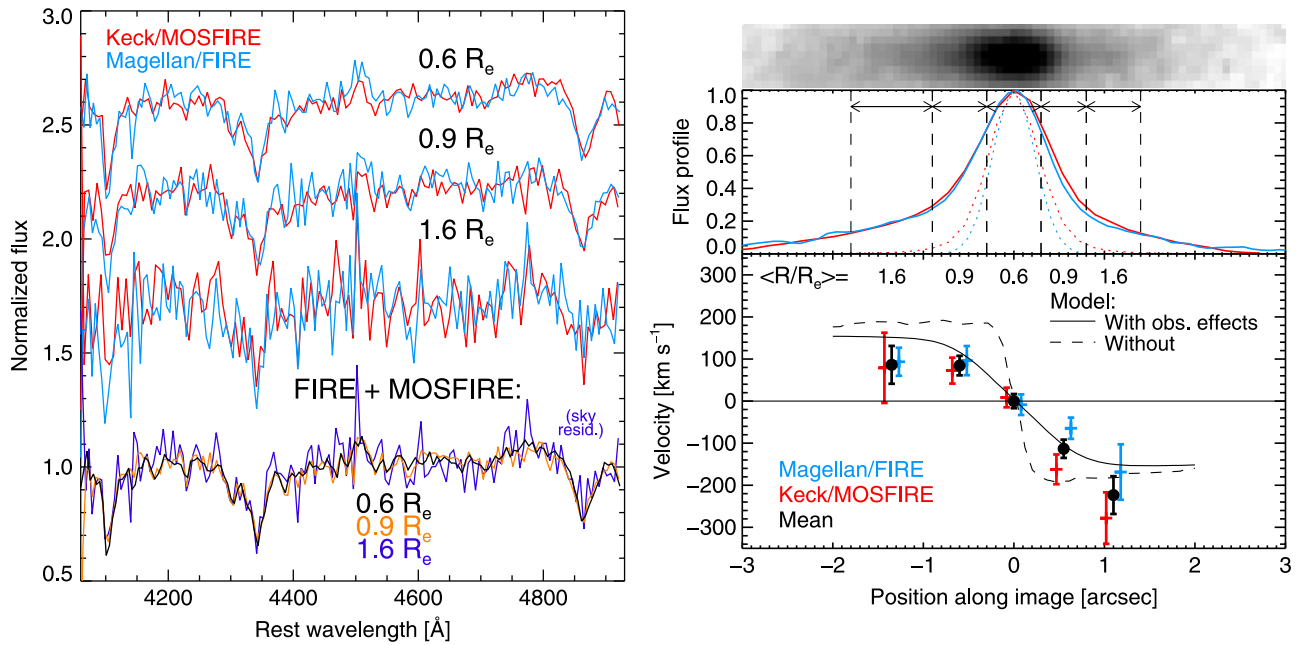 Keck/MOSFIRE
Magellan/FIRE
0.6 Re
0.9 Re
1.6 Re
FIRE + MOSFIRE:
(sky
resid.)
0.6 Re
0.9 Re
1.6 Re
3.0
2.5
2.0
1.5
1.0
0.5
Normalized flux
4200 4400 4600 4800
Rest wavelength [Å]
1.0
0.8
0.6
0.4
0.2
0.0
Flux profile
<R/Re>= 1.6 0.9 0.6 0.9 1.6
Model:
With obs. effects
Without
300
200
100
0
−100
−200
−300
Velocity [km s−1]
Magellan/FIRE
Keck/MOSFIRE
Mean
−3 −2 −1 0 1 2 3
Position along image [arcsec]